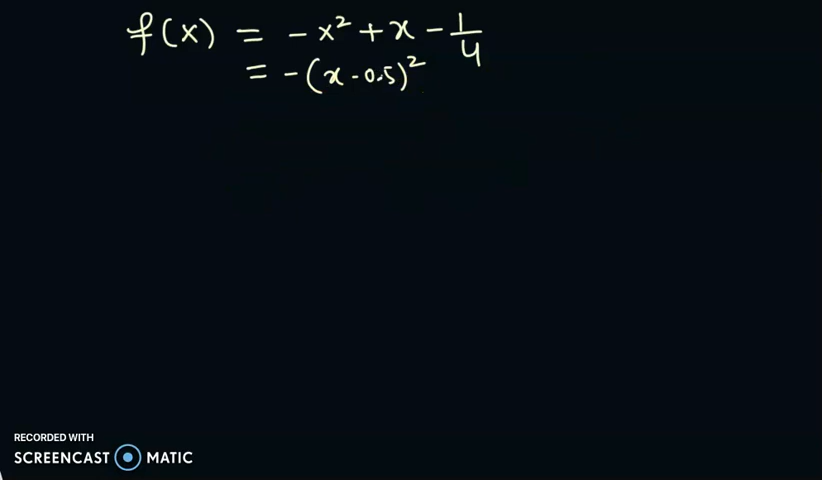 f(x) = -x² + x - 1/4
= -(x - 0.5)²
RECORDED WITH
SCREENCAST MATIC